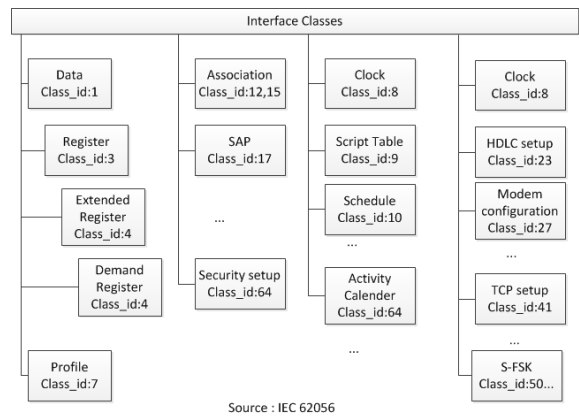 Interface Classes
Data
Class_id:1
Register
Class_id:3
Extended
Register
Class_id:4
Demand
Register
Class_id:4
Profile
Class_id:7
Association
Class_id:12,15
SAP
Class_id:17
...
Security setup
Class_id:64
Clock
Class_id:8
Script Table
Class_id:9
Schedule
Class_id:10
...
Activity
Calender
Class_id:64
...
Clock
Class_id:8
HDLC setup
Class_id:23
Modem
configuration
Class_id:27
...
TCP setup
Class_id:41
...
S-FSK
Class_id:50...
Source : IEC 62056